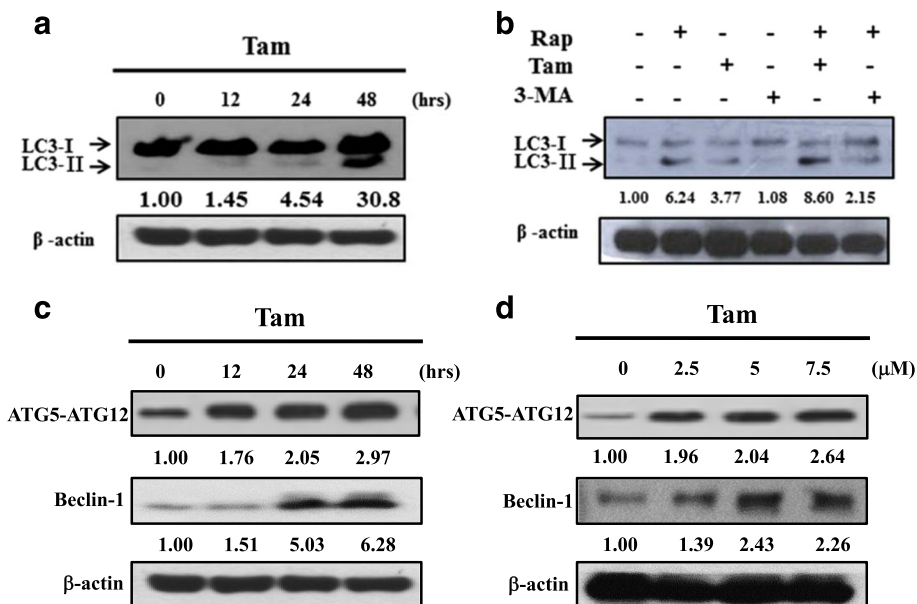 a
Tam
0 12 24 48 (hrs)
LC3-I
LC3-II
1.00 1.45 4.54 30.8
β -actin
b
Rap - + - - + +
Tam - - + - + -
3-MA - - - + - +
LC3-I
LC3-II
1.00 6.24 3.77 1.08 8.60 2.15
β -actin
c
Tam
0 12 24 48 (hrs)
ATG5-ATG12
1.00 1.76 2.05 2.97
Beclin-1
1.00 1.51 5.03 6.28
β-actin
d
Tam
0 2.5 5 7.5 (μM)
ATG5-ATG12
1.00 1.96 2.04 2.64
Beclin-1
1.00 1.39 2.43 2.26
β-actin